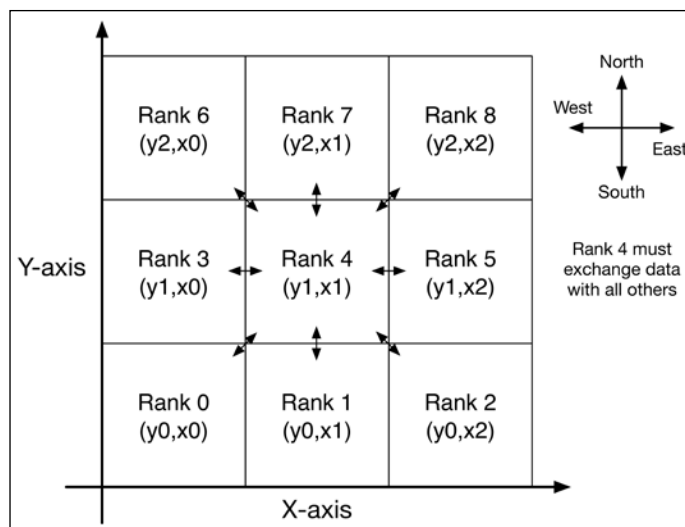 North
West
East
South
Rank 6
(y2,x0)
Rank 7
(y2,x1)
Rank 8
(y2,x2)
Y-axis
Rank 3
(y1,x0)
Rank 4
(y1,x1)
Rank 5
(y1,x2)
Rank 4 must
exchange data
with all others
Rank 0
(y0,x0)
Rank 1
(y0,x1)
Rank 2
(y0,x2)
X-axis